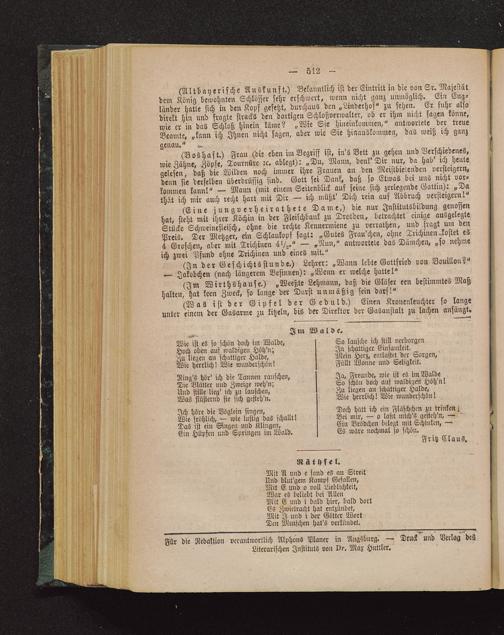 — 512 —
(Altbayerische Auskunft.) Bekanntlich ist der Eintritt in die von Sr. Majestät
dem König bewohnten Schlösser sehr erschwert, wenn nicht ganz unmöglich. Ein Eng-
länder hatte sich in den Kopf gesetzt, durchaus den „Linderhof“ zu sehen. Er fuhr also
direkt hin und frogte stracks den dortigen Schloßverwalter, ob er ihm nicht sagen könne,
wie er in das Schloß hinein käme? „Wie Sie hineinkommen,“ antwortete der treue
Beamte, „kann ich Ihnen nicht sagen, aber wie Sie hinauskommen, das weiß ich ganz
genau.“
(Boshaft.) Frau (die eben im Begriff ist, in's Bett zu gehen und Verschiedenes,
wie Zähne, Zöpfe, Tournüre ꝛc. ablegt): „Du, Mann, denk' Dir nur, da hab' ich heute
gelesen, daß die Wilden noch immer ihre Frauen an den Meistbietenden versteigern,
denn sie derselben überdrüssig sind. Gott sei Dank, daß so Etwas bei uns nicht vor-
kommen kann!“ — Mann (mit einem Seitenblick auf seine sich zerlegende Gattin): „Da
thät ich mir auch recht hart mit Dir — ich müßt' Dich rein auf Abbruch versteigern!“
(Eine jungverheirathete Dame,) die nur Institutsbildung genossen
hat, steht mit ihrer Köchin in der Fleischbank zu Dresden, betrachtet einige ausgelegte
Stücke Schweinefleisch, ohne die rechte Kennermiene zu verrathen, und fragt um den
Preis. Der Metzger, ein Schlaukopf sagt: „Gutes Frau'chen, ohne Trichinen kostet es
4 Groschen, aber mit Trichinen 4½.“ — „Nun,“ antwortet das Dämchen, „so nehme
ich zwei Pfund ohne Trichinen und eines mit.“
(In der Geschichtsstunde.) Lehrer: „Wann lebte Gottfried von Bouillon?“
— Jaköbchen (nach längerem Besinnen): „Wenn er welche hatte!“
(Im Wirthshause.) „Weeßte Lehmann, daß die Gläser een bestimmtes Maß
halten, hat keen Zweck, so lange der Durst unmäßig sein darf!“
(Was ist der Gipfel der Geduld.) Einen Kronenleuchter so lange
unter einem der Gasarme zu kitzeln, bis der Direktor der Gasanstalt zu lachen anfängt.
Im Walde.
Wie ist es so schön doch im Walde,
Hoch oben auf waldigen Höh'n;
Zu liegen an schattiger Halde,
Wie herrlich! Wie wunderschön!
Ring's hör' ich die Tannen rauschen,
Die Blätter und Zweige weh'n;
Und stille lieg' ich zu lauschen,
Was flüsternd sie sich gesteh'n.
Ich höre die Vöglein singen,
Wie fröhlich, — wie lustig das schallt!
Das ist ein Singen und Klingen,
Ein Hüpfen und Springen im Wald.
So lausche ich still verborgen
In schattiger Einsamkeit.
Mein Herz, entlastet der Sorgen,
Füllt Wonne und Seligkeit.
Ja, Freunde, wie ist es im Walde
So schön doch auf waldigen Höh'n!
Zu liegen an schattiger Halde,
Wie herrlich! Wie wunderschön!
Doch hätt ich ein Fläschchen zu trinken
Bei mir, — o laßt mich's gesteh'n, —
Ein Brödchen belegt mit Schinken, —
Es wäre nochmal so schön.
Fritz Claus.
Räthsel.
Mit A und e fand es an Streit
Und blut'gem Kampf Gefallen,
Mit E und o voll Lieblichkeit,
War es beliebt bei Allen
Mit E und i bald hier, bald dort
Es Zwietracht hat entzündet,
Mit I und i der Götter Wort
Den Menschen hat's verkündet.
Für die Redaktion verantwortlich Alphons Planer in Augsburg. — Druck und Verlag des
Literarischen Instituts von Dr. Max Huttler.